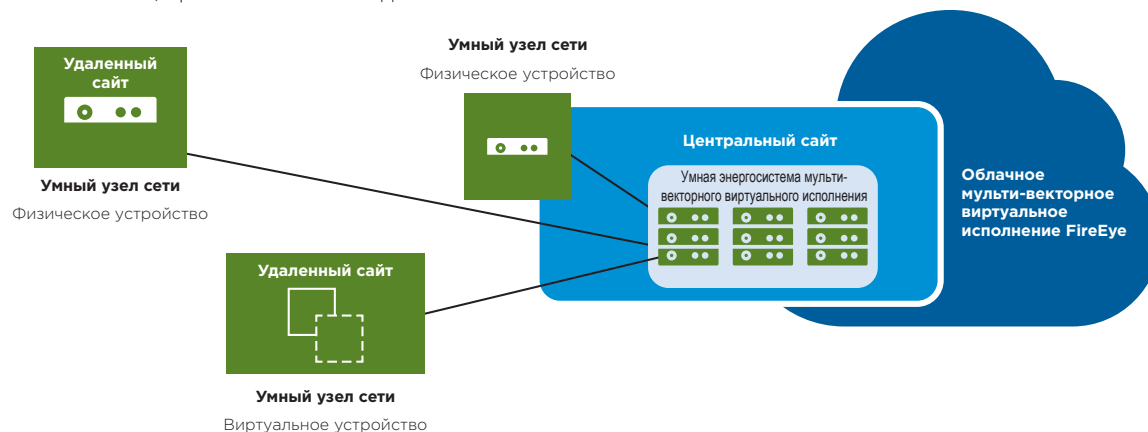 Умный узел сети
Физическое устройство
Удаленный
сайт
Умный узел сети
Физическое устройство
Центральный сайт
Умная энергосистема мульти-
векторного виртуального исполнения
Облачное
мульти-векторное
виртуальное
исполнение FireEye
Удаленный сайт
Умный узел сети
Виртуальное устройство